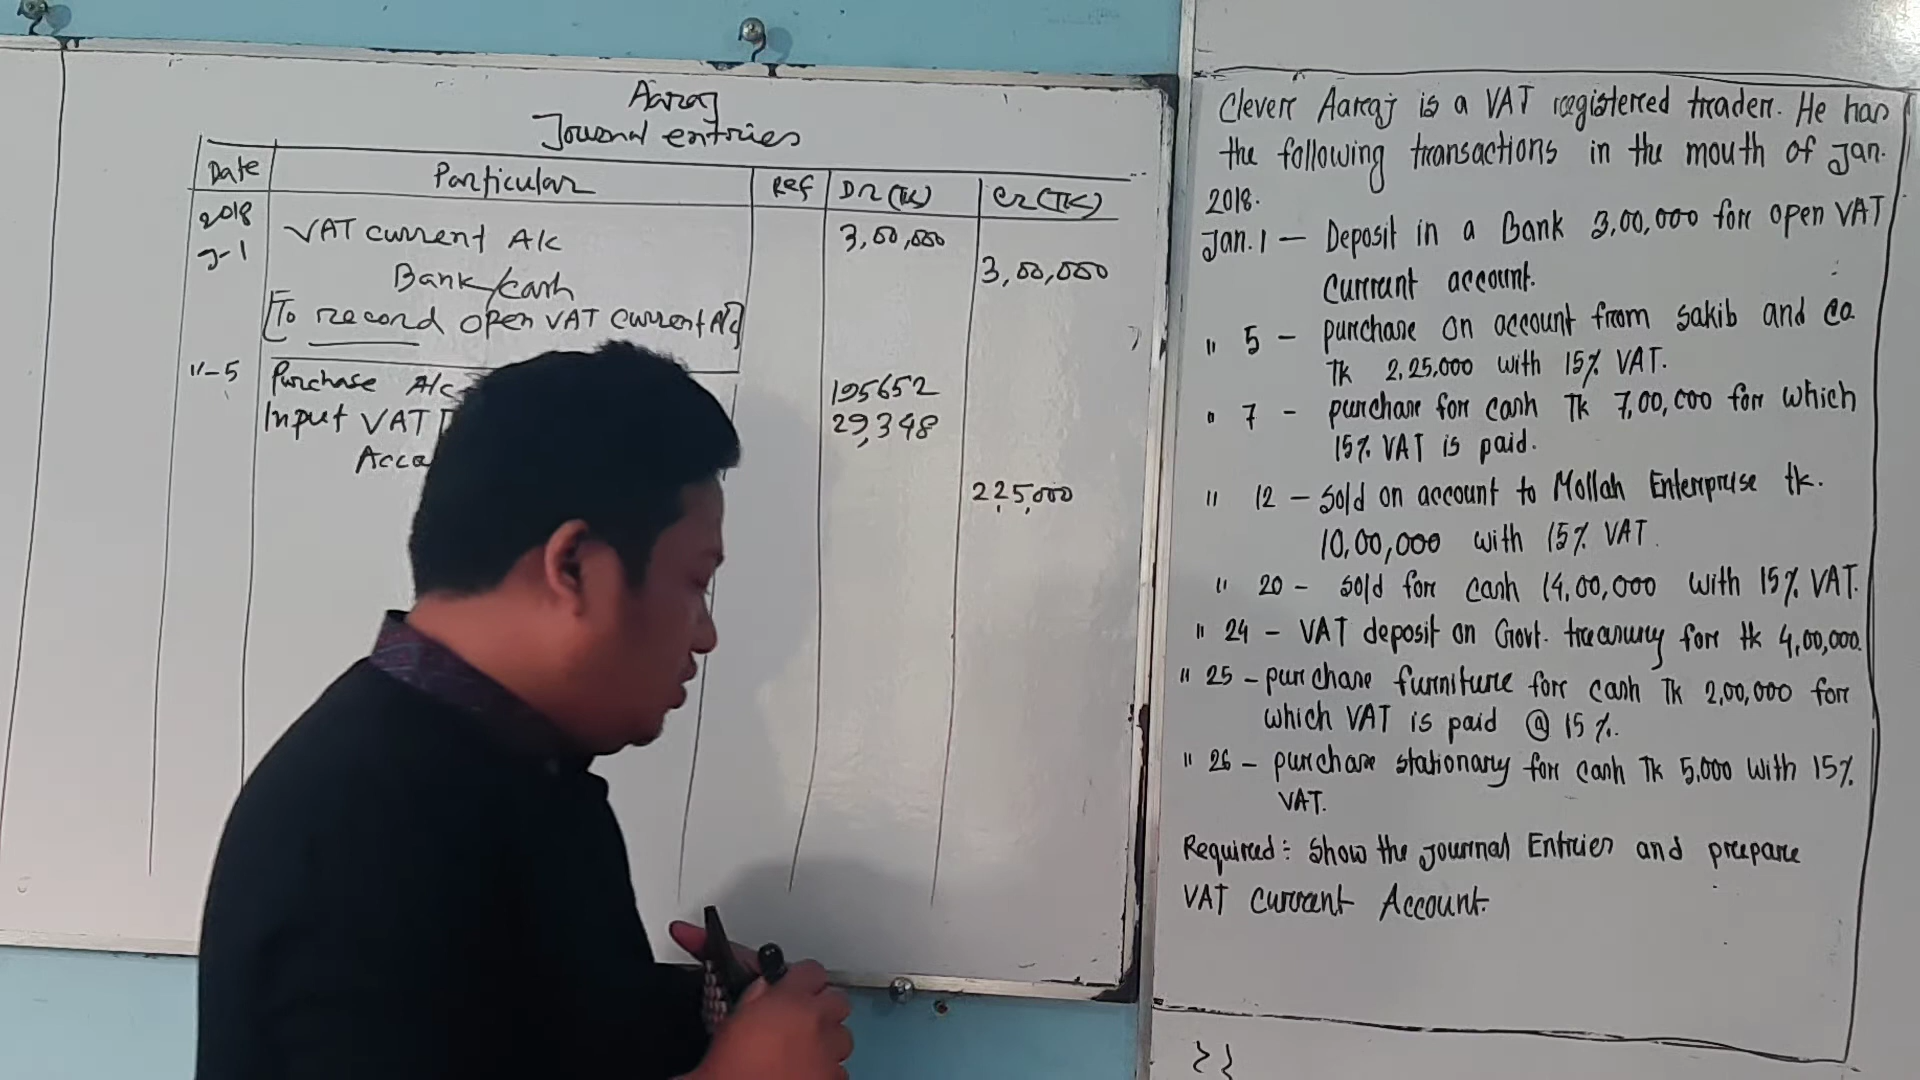 Aaraj
Journal entries
Date Particular Ref Dr (TK) Cr (TK)
2018
J-1 VAT current A/c 3,00,000
Bank/cash 3,00,000
[To record open VAT current A/c]
"-5 Purchase A/c 195652
Input VAT 29,348
225,000
Clever Aaraj is a VAT registered trader. He has
the following transactions in the mouth of Jan.
2018.
Jan. 1 - Deposit in a Bank 3,00,000 for open VAT
Currant account.
" 5 - purchase on account from sakib and co.
Tk 2,25,000 with 15% VAT.
" 7 - purchase for cash Tk 7,00,000 for which
15% VAT is paid.
" 12 - sold on account to Mollah Enterpruse tk.
10,00,000 with 15% VAT.
" 20 - sold for cash 14,00,000 with 15% VAT.
" 24 - VAT deposit on Govt. treasury for tk 4,00,000.
" 25 - purchase furniture for cash Tk 2,00,000 for
which VAT is paid @ 15%.
" 26 - purchase stationary for cash Tk 5,000 with 15%
VAT.
Required: Show the Journal Entries and prepare
VAT Currant Account.